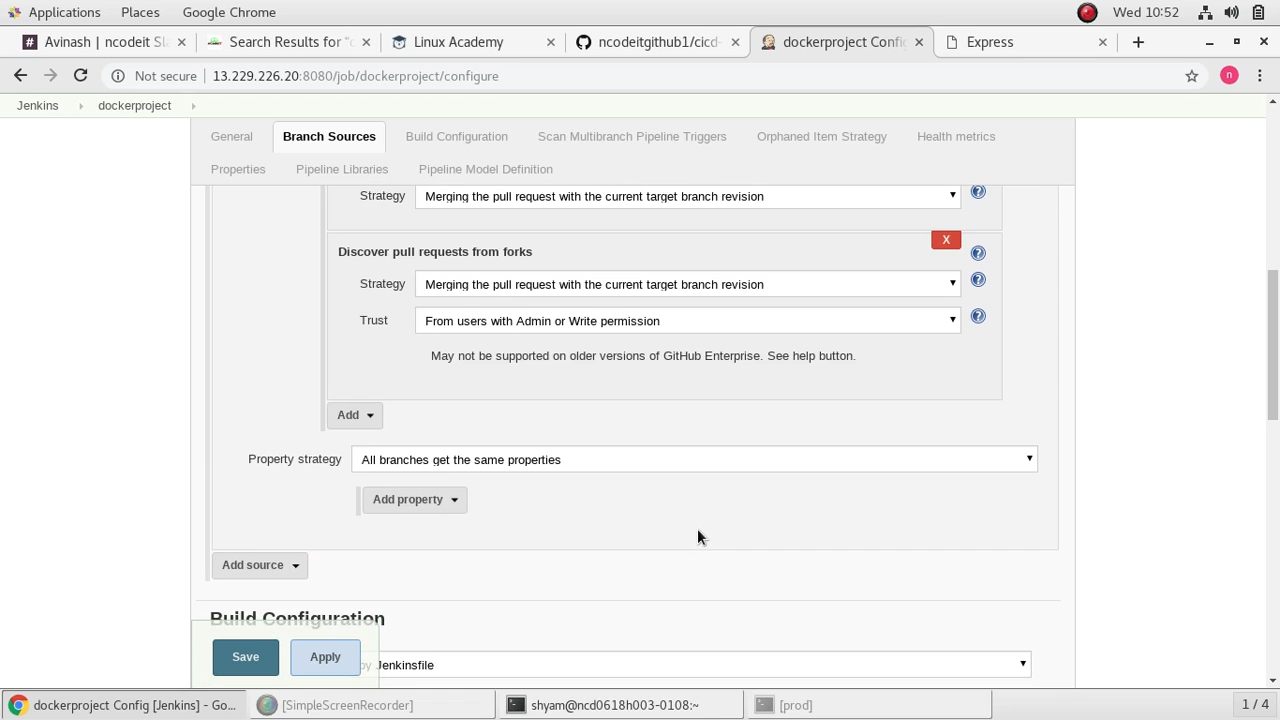 Applications Places Google Chrome Wed 10:52
Avinash | ncodeit Sla Search Results for “c Linux Academy ncodeitgithub1/cicd- dockerproject Config Express
Not secure 13.229.226.20:8080/job/dockerproject/configure n
Jenkins dockerproject
General Branch Sources Build Configuration Scan Multibranch Pipeline Triggers Orphaned Item Strategy Health metrics
Properties Pipeline Libraries Pipeline Model Definition
Strategy Merging the pull request with the current target branch revision
X
Discover pull requests from forks
Strategy Merging the pull request with the current target branch revision
Trust From users with Admin or Write permission
May not be supported on older versions of GitHub Enterprise. See help button.
Add
Property strategy All branches get the same properties
Add property
Add source
Build Configuration
Save Apply by Jenkinsfile
dockerproject Config [Jenkins] - Go... [SimpleScreenRecorder] shyam@ncd0618h003-0108:~ [prod] 1 / 4